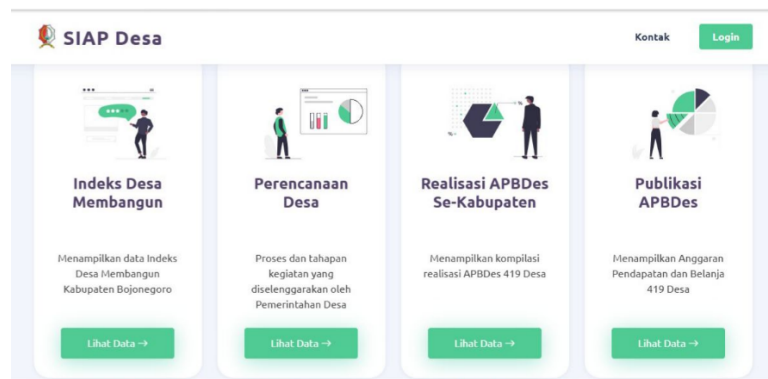 SIAP Desa
Kontak
Login
Indeks Desa
Membangun
Menampilkan data Indeks
Desa Membangun
Kabupaten Bojonegoro
Lihat Data →
Perencanaan
Desa
Proses dan tahapan
kegiatan yang
diselenggarakan oleh
Pemerintahan Desa
Lihat Data →
Realisasi APBDes
Se-Kabupaten
Menampilkan kompilasi
realisasi APBDes 419 Desa
Lihat Data →
Publikasi
APBDes
Menampilkan Anggaran
Pendapatan dan Belanja
419 Desa
Lihat Data →